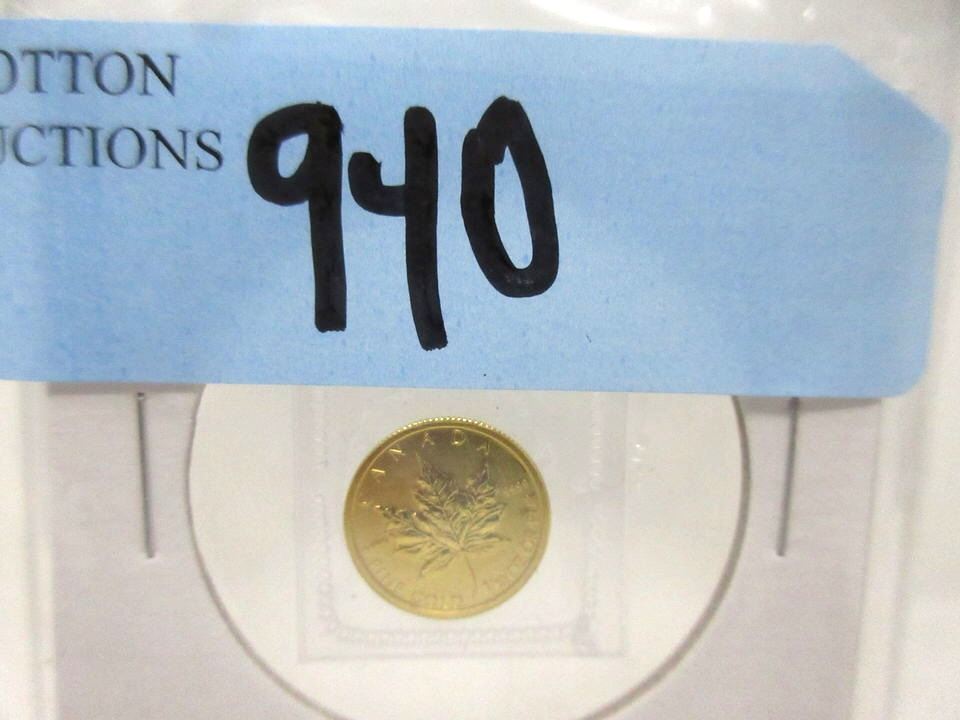 OTTON
UCTIONS
940
CANADA
FINE GOLD